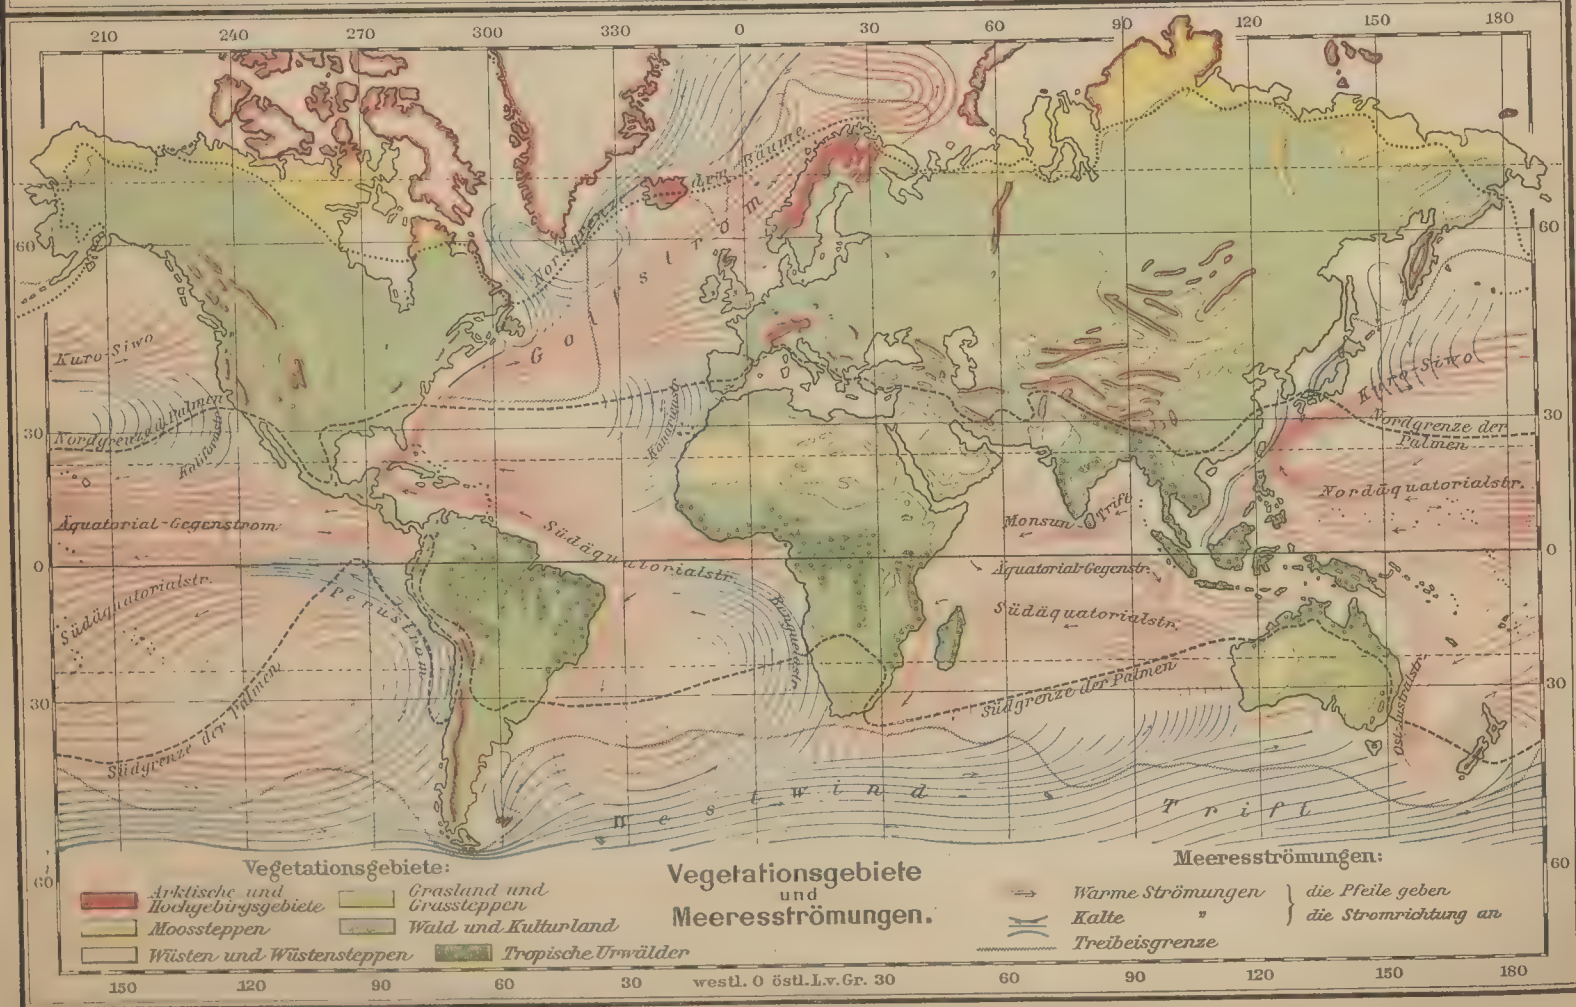 210 240 270 300 330 0 30 60 90 120 150 180
Nordgrenze der Bäume
60
60
Golfstrom
Kuro-Siwo
Kuro-Siwo
Nordgrenze d. Palmen
Kalifornstr.
Kanarienstr.
30
30
Nordgrenze der
Palmen
Nordäquatorialstr.
Äquatorial-Gegenstrom
Monsun Trift
Südäquatorialstr.
0
0
Äquatorial-Gegenstr.
Südäquatorialstr.
Perustrom
Benguelastr.
Südäquatorialstr.
S
Südgrenze der Palmen
Südgrenze der Palmen
Ostaustralstr.
30
30
Westwind-Trift
60
60
Vegetationsgebiete:
Arktische und
Hochgebirgsgebiete
Moossteppen
Wüsten und Wüstensteppen
Grasland und
Grassteppen
Wald und Kulturland
Tropische Urwälder
Vegetationsgebiete
und
Meeresströmungen.
Meeresströmungen:
Warme Strömungen } die Pfeile geben
Kalte " die Stromrichtung an
Treibeisgrenze
150 120 90 60 30 westl. 0 östl.L.v.Gr. 30 60 90 120 150 180